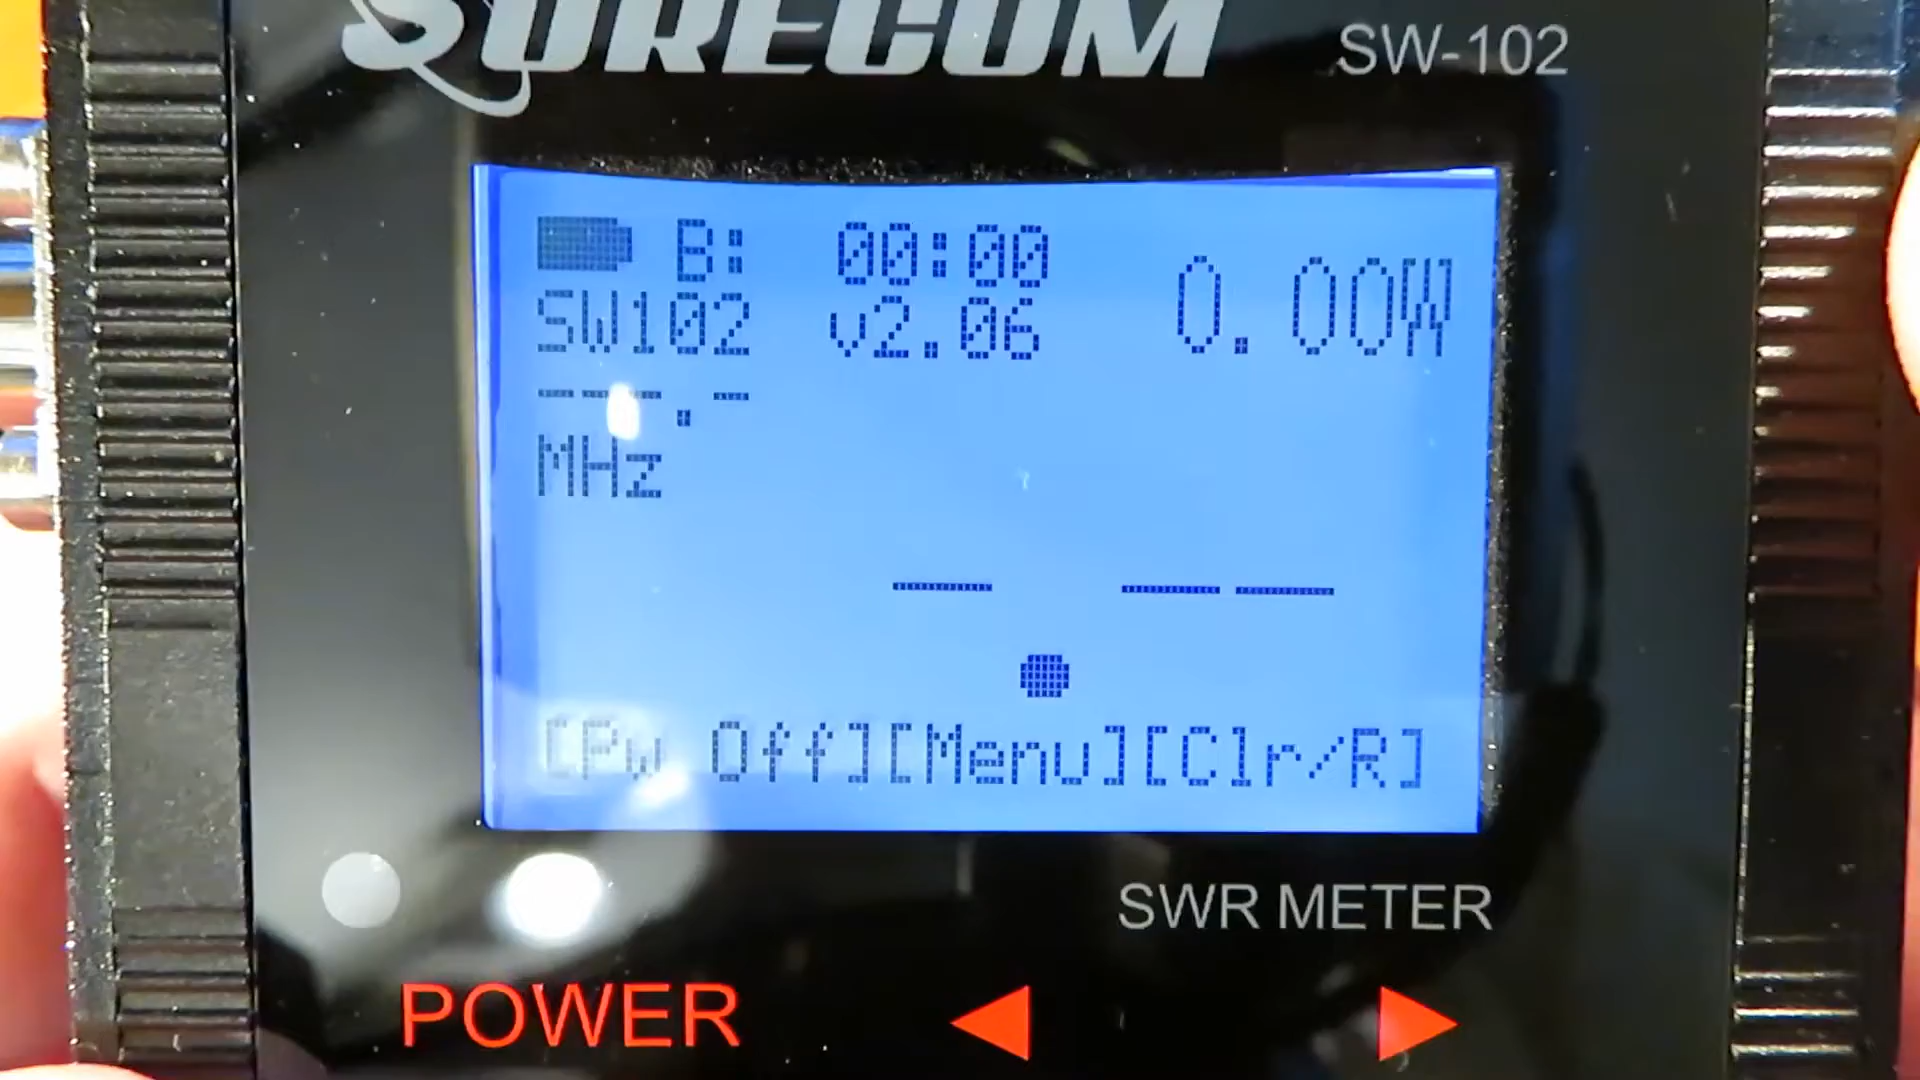 SURECOM SW-102
B: 00:00
0.00W
SW102 v2.06
---.-
MHz
-.--
[Pw Off][Menu][Clr/R]
SWR METER
POWER